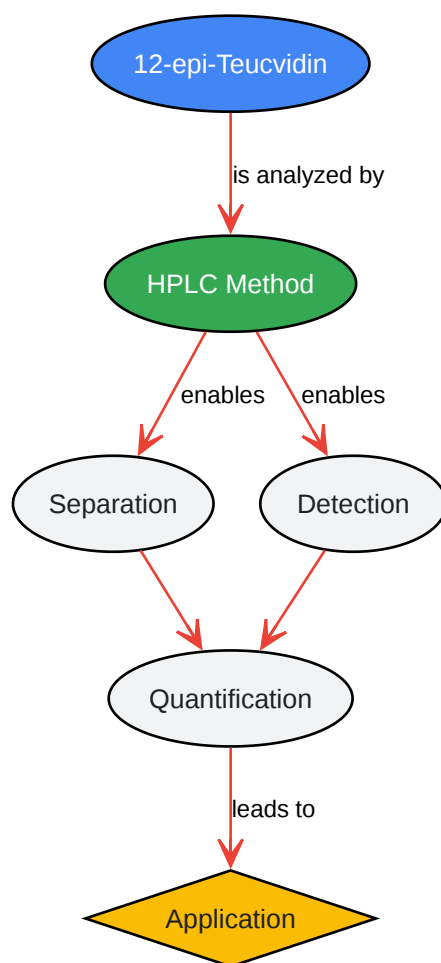 12-epi-Teucvidin
is analyzed by
HPLC Method
enables
enables
Separation
Detection
Quantification
leads to
Application